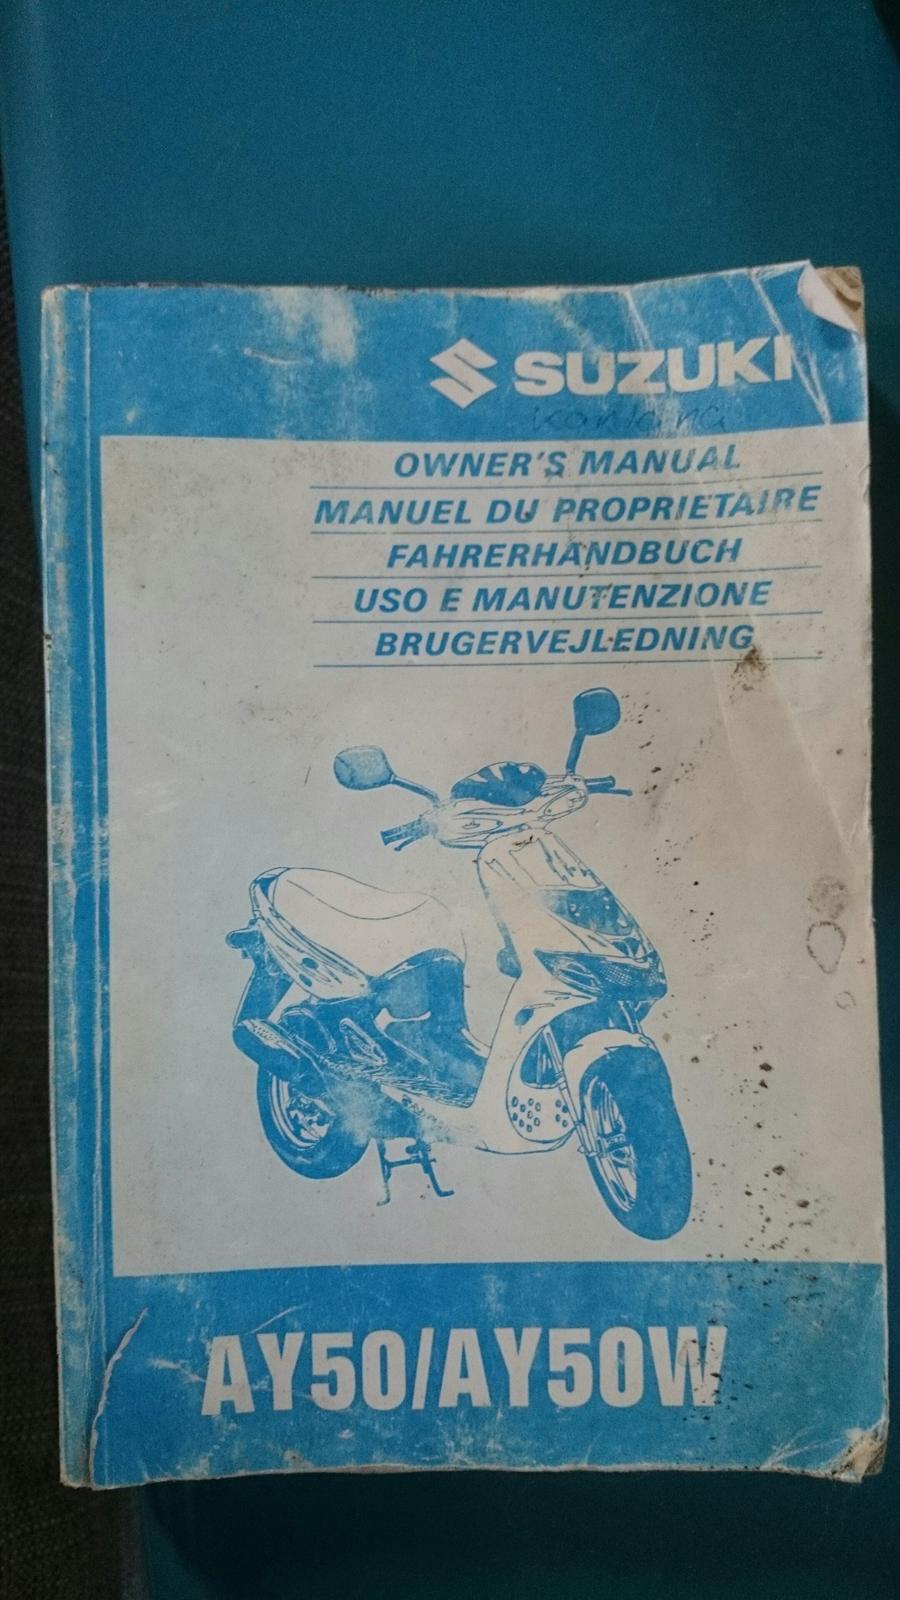 SUZUKI
OWNER'S MANUAL
MANUEL DU PROPRIETAIRE
FAHRERHANDBUCH
USO E MANUTENZIONE
BRUGERVEJLEDNING
AY50/AY50W